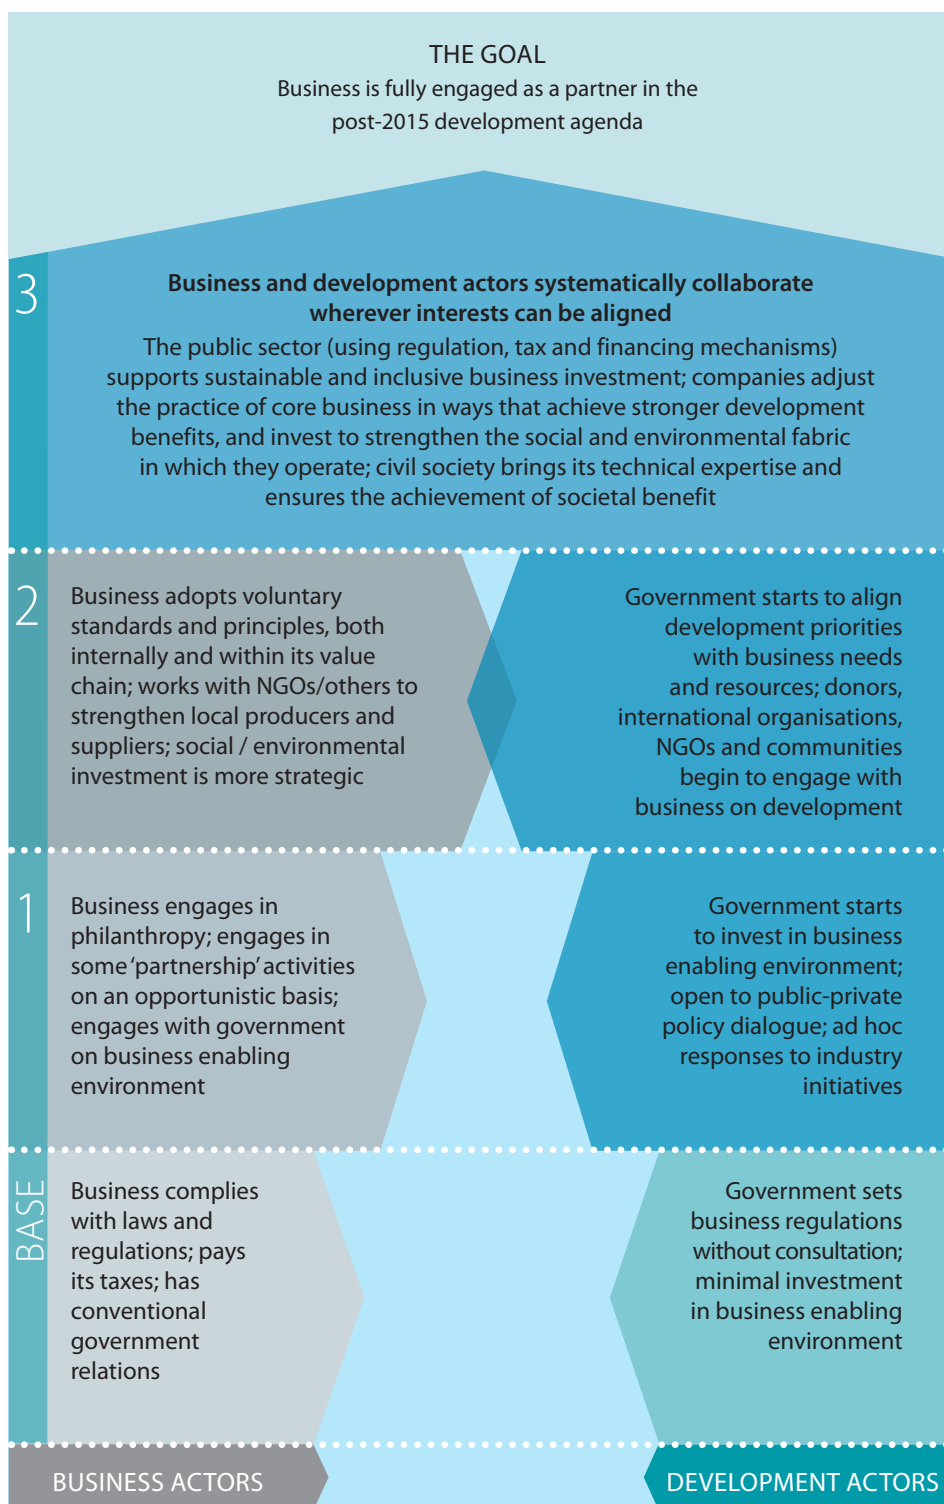 THE GOAL
Business is fully engaged as a partner in the
post-2015 development agenda
3
Business and development actors systematically collaborate
wherever interests can be aligned
The public sector (using regulation, tax and financing mechanisms)
supports sustainable and inclusive business investment; companies adjust
the practice of core business in ways that achieve stronger development
benefits, and invest to strengthen the social and environmental fabric
in which they operate; civil society brings its technical expertise and
ensures the achievement of societal benefit
2
Business adopts voluntary
standards and principles, both
internally and within its value
chain; works with NGOs/others to
strengthen local producers and
suppliers; social / environmental
investment is more strategic
Government starts to align
development priorities
with business needs
and resources; donors,
international organisations,
NGOs and communities
begin to engage with
business on development
1
Business engages in
philanthropy; engages in
some ‘partnership’ activities
on an opportunistic basis;
engages with government
on business enabling
environment
Government starts
to invest in business
enabling environment;
open to public-private
policy dialogue; ad hoc
responses to industry
initiatives
BASE
Business complies
with laws and
regulations; pays
its taxes; has
conventional
government
relations
Government sets
business regulations
without consultation;
minimal investment
in business enabling
environment
BUSINESS ACTORS
DEVELOPMENT ACTORS